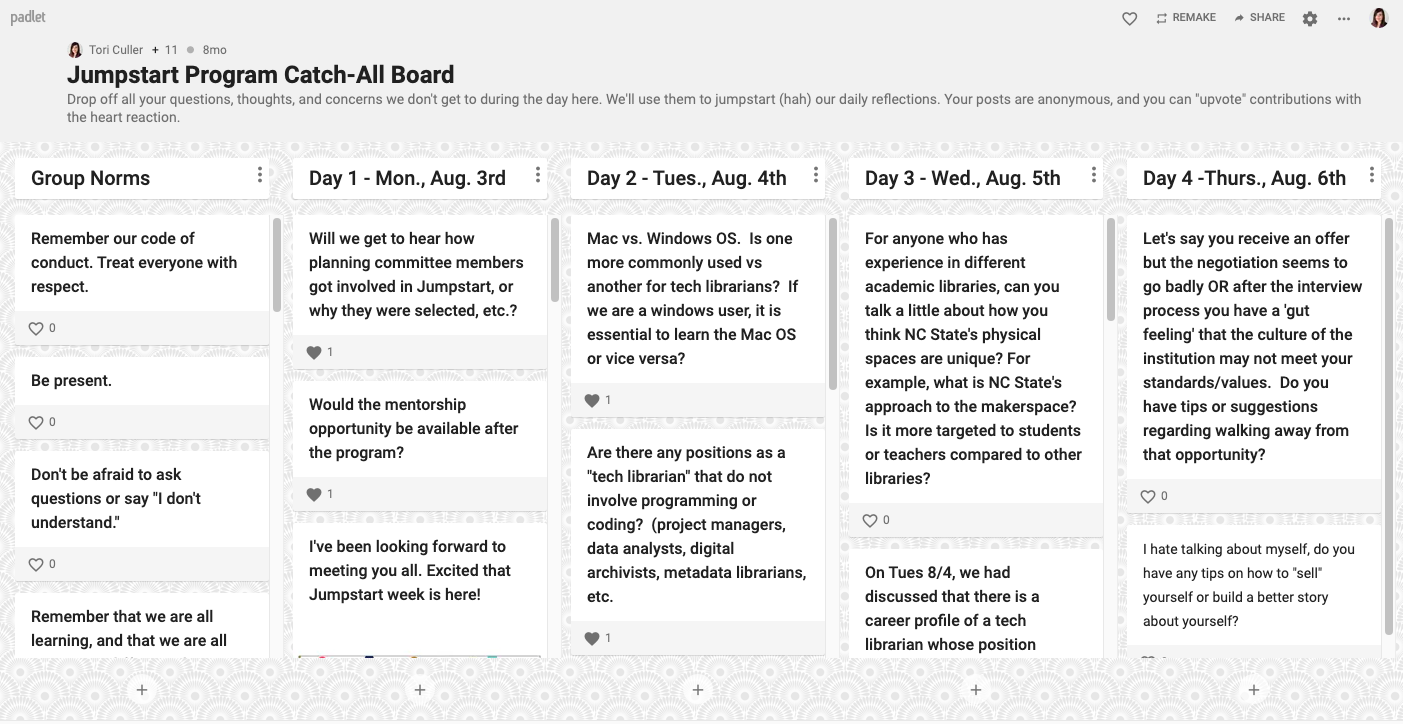 padlet
REMAKE
SHARE
Tori Culler + 11 8mo
Jumpstart Program Catch-All Board
Drop off all your questions, thoughts, and concerns we don't get to during the day here. We'll use them to jumpstart (hah) our daily reflections. Your posts are anonymous, and you can "upvote" contributions with
the heart reaction.
Group Norms
Remember our code of
conduct. Treat everyone with
respect.
0
Be present.
0
Don't be afraid to ask
questions or say "I don't
understand."
0
Remember that we are all
learning, and that we are all
Day 1 - Mon., Aug. 3rd
Will we get to hear how
planning committee members
got involved in Jumpstart, or
why they were selected, etc.?
1
Would the mentorship
opportunity be available after
the program?
1
I've been looking forward to
meeting you all. Excited that
Jumpstart week is here!
Day 2 - Tues., Aug. 4th
Mac vs. Windows OS.  Is one
more commonly used vs
another for tech librarians?  If
we are a windows user, it is
essential to learn the Mac OS
or vice versa?
1
Are there any positions as a
"tech librarian" that do not
involve programming or
coding?  (project managers,
data analysts, digital
archivists, metadata librarians,
etc.
1
Day 3 - Wed., Aug. 5th
For anyone who has
experience in different
academic libraries, can you
talk a little about how you
think NC State's physical
spaces are unique? For
example, what is NC State's
approach to the makerspace?
Is it more targeted to students
or teachers compared to other
libraries?
0
On Tues 8/4, we had
discussed that there is a
career profile of a tech
librarian whose position
Day 4 -Thurs., Aug. 6th
Let's say you receive an offer
but the negotiation seems to
go badly OR after the interview
process you have a 'gut
feeling' that the culture of the
institution may not meet your
standards/values.  Do you
have tips or suggestions
regarding walking away from
that opportunity?
0
I hate talking about myself, do you
have any tips on how to "sell"
yourself or build a better story
about yourself?